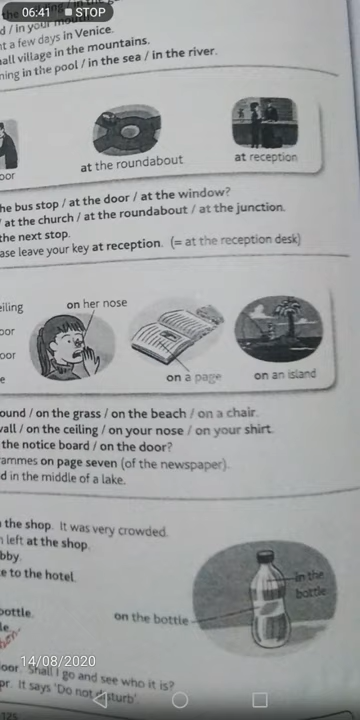 06:41 STOP
d / in your mouth
at a few days in Venice.
all village in the mountains.
ning in the pool / in the sea / in the river.
oor
at the roundabout
at reception
he bus stop / at the door / at the window?
/ at the church / at the roundabout / at the junction.
the next stop.
ase leave your key at reception. (= at the reception desk)
eiling
on her nose
oor
oor
e
on a page
on an island
ound / on the grass / on the beach / on a chair.
wall / on the ceiling / on your nose / on your shirt.
the notice board / on the door?
rammes on page seven (of the newspaper).
d in the middle of a lake.
the shop. It was very crowded.
n left at the shop.
bby.
e to the hotel.
in the
bottle
bottle.
on the bottle
le.
14/08/2020
oor. Shall I go and see who it is?
or. It says 'Do not disturb'.
125